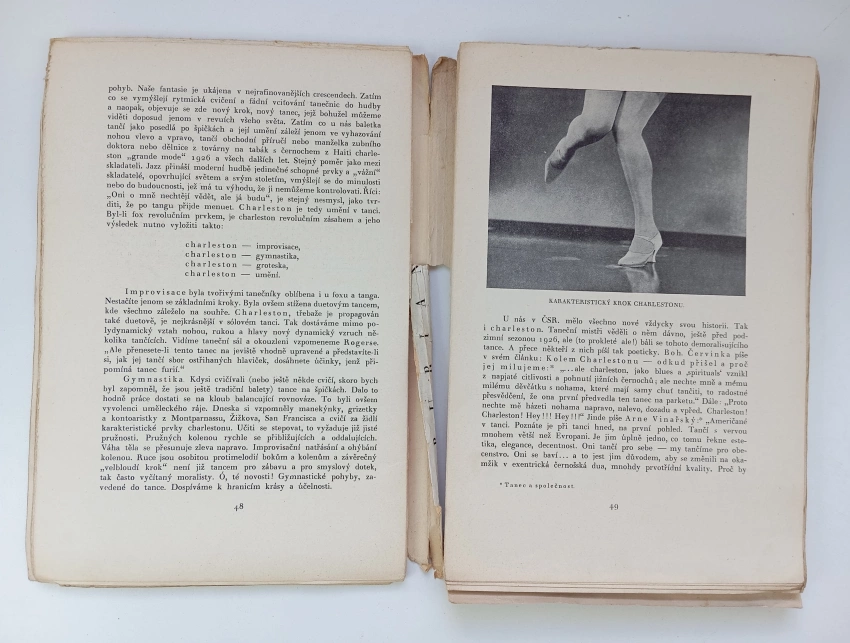 pohyb. Naše fantasie je ukájena v nejrafinovanějších crescendech. Zatím
co se vymýšlejí rytmická cvičení a fádní vciťování tanečnic do hudby
a naopak, objevuje se zde nový krok, nový tanec, jejž bohužel můžeme
viděti doposud jenom v revuích všeho světa. Zatím co u nás baletka
tančí jako posedlá po špičkách a její umění záleží jenom ve vyhazování
nohou vlevo a vpravo, tančí obchodní příručí nebo manželka zubního
doktora nebo dělnice z továrny na tabák s černochem z Haiti charle-
ston „grande mode“ 1926 a všech dalších let. Stejný poměr jako mezi
skladateli. Jazz přináší moderní hudbě jedinečné schopné prvky a „vážní“
skladatelé, opovrhující světem a svým stoletím, vmýšlejí se do minulosti
nebo do budoucnosti, jež má tu výhodu, že ji nemůžeme kontrolovati. Říci:
„Oni o mně nechtějí vědět, ale já budu“, je stejný nesmysl, jako tvr-
diti, že po tangu přijde menuet. Charleston je tedy umění v tanci.
Byl-li fox revolučním prvkem, je charleston revolučním zásahem a jeho
výsledek nutno vyložiti takto:
charleston — improvisace,
charleston — gymnastika,
charleston — groteska,
charleston — umění.
Improvisace byla tvořivými tanečníky oblíbena i u foxu a tanga.
Nestačíte jenom se základními kroky. Byla ovšem stížena duetovým tancem,
kde všechno záleželo na souhře. Charleston, třebaže je propagován
také duetově, je nejkrásnější v sólovém tanci. Tak dostáváme mimo po-
lydynamický vztah nohou, rukou a hlavy nový dynamický vzruch ně-
kolika tančících. Vidíme taneční sál a okouzleni vzpomeneme Rogerse.
„Ale přenesete-li tento tanec na jeviště vhodně upravené a představíte-li
si, jak jej tančí sbor ostříhaných hlaviček, dosáhnete účinky, jenž při-
pomíná tanec furií.“
Gymnastika. Kdysi cvičívali (nebo ještě někde cvičí, skoro bych
byl zapomněl, že jsou ještě tradiční balety) tance na špičkách. Dalo to
hodně práce dostati se na kloub balancující rovnováze. To byli ovšem
vyvolenci uměleckého ráje. Dneska si vzpomněly manekýnky, grizetky
a kontoristky z Montparnassu, Žižkova, San Francisca a cvičí za židlí
karakteristické prvky charlestonu. Učiti se stepovat, to vyžaduje již jisté
pružnosti. Pružných kolenou rychle se přibližujících a oddalujících.
Váha těla se přesunuje zleva napravo. Improvisační natřásání a ohýbání
kolenou. Ruce jsou osobitou protimelodií bokům a kolenům a závěrečný
„velbloudí krok“ není již tancem pro zábavu a pro smyslový dotek,
tak často vyčítaný moralisty. Ó, té novosti! Gymnastické pohyby, za-
vedené do tance. Dospíváme k hranicím krásy a účelnosti.
48
KARAKTERISTICKÝ KROK CHARLESTONU
U nás v ČSR. mělo všechno nové vždycky svou historii. Tak
i charleston. Taneční mistři věděli o něm dávno, ještě před pod-
zimní sezonou 1926, ale (to prokleté ale!) báli se tohoto demoralisujícího
tance. A přece někteří z nich píší tak poeticky. Boh. Červinka píše
v svém článku: Kolem Charlestonu — odkud přišel a proč
jej milujeme:* „...ale charleston, jako blues a ‚spirituals‘ vznikl
z napjaté citlivosti a pohnutí jižních černochů; ale nechte mně a mému
milému děvčátku s nohama, které mají samy chuť tančiti, to radostné
přesvědčení, že ona první předvedla ten tanec na parketu.“ Dále: „Proto
nechte mě házeti nohama napravo, nalevo, dozadu a vpřed. Charleston!
Charleston! Hey!!! Hey!!!“ Jinde píše Arne Vinařský:* „Američané
v tanci. Poznáte je při tanci hned, na první pohled. Tančí s vervou
mnohem větší než Evropani. Je jim úplně jedno, co tomu řekne este-
tika, elegance, decentnost. Oni tančí pro sebe — my tančíme pro obe-
censtvo. Oni se baví... a to jest jim důvodem, aby se změnili na oka-
mžik v exentrická černošská dua, mnohdy prvotřídní kvality. Proč by
* Tanec a společnost.
49